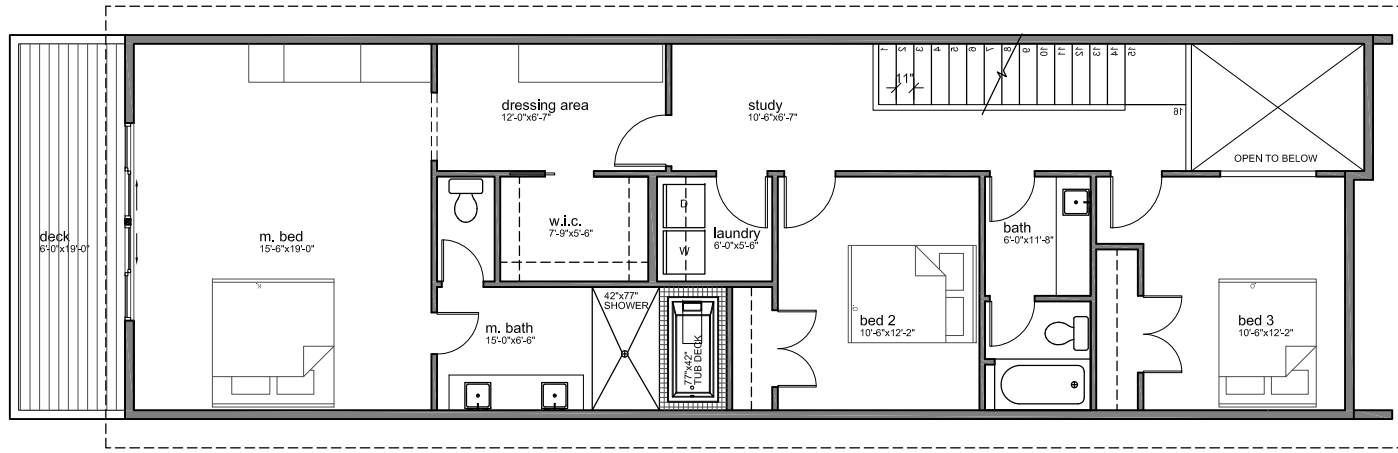 1
2
3
4
5
6
7
8
9
10
11
12
13
14
15
11"
16
dressing area
12'-0"x6'-7"
study
10'-6"x6'-7"
OPEN TO BELOW
deck
6'-0"x19'-0"
m. bed
15'-6"x19'-0"
w.i.c.
7'-9"x5'-6"
D
W
laundry
6'-0"x5'-6"
bath
6'-0"x11'-8"
42"x77"
SHOWER
m. bath
15'-0"x6'-6"
77"x42"
TUB DECK
bed 2
10'-6"x12'-2"
bed 3
10'-6"x12'-2"